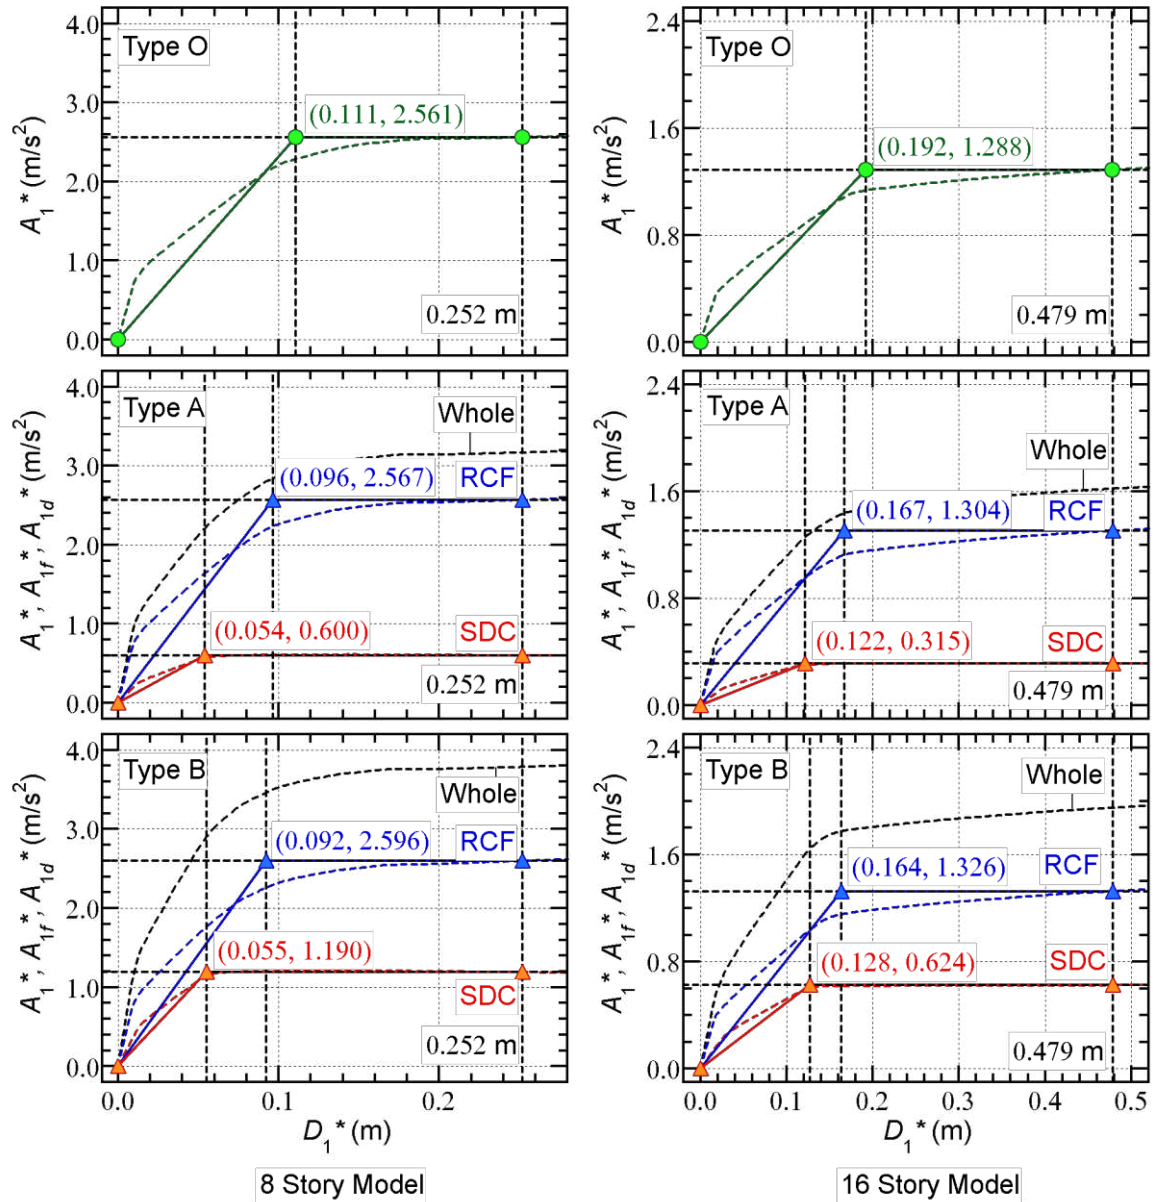 4.0
3.0
2.0
1.0
0.0
A₁* (m/s²)
Type O
(0.111, 2.561)
0.252 m
2.4
1.6
0.8
0.0
A₁* (m/s²)
Type O
(0.192, 1.288)
0.479 m
4.0
3.0
2.0
1.0
0.0
A₁*, A₁f*, A₁d* (m/s²)
Type A
Whole
(0.096, 2.567)
RCF
(0.054, 0.600)
SDC
0.252 m
2.4
1.6
0.8
0.0
A₁*, A₁f*, A₁d* (m/s²)
Type A
Whole
(0.167, 1.304)
RCF
(0.122, 0.315)
SDC
0.479 m
4.0
3.0
2.0
1.0
0.0
A₁*, A₁f*, A₁d* (m/s²)
Type B
Whole
(0.092, 2.596)
RCF
(0.055, 1.190)
SDC
0.252 m
0.0 0.1 0.2
D₁* (m)
8 Story Model
2.4
1.6
0.8
0.0
A₁*, A₁f*, A₁d* (m/s²)
Type B
Whole
(0.164, 1.326)
RCF
(0.128, 0.624)
SDC
0.479 m
0.0 0.1 0.2 0.3 0.4 0.5
D₁* (m)
16 Story Model